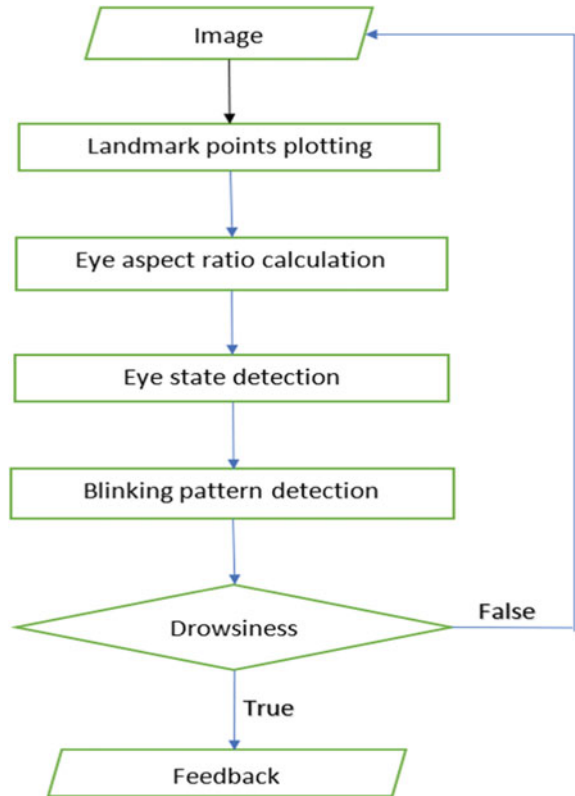 Image
Landmark points plotting
Eye aspect ratio calculation
Eye state detection
Blinking pattern detection
Drowsiness
False
True
Feedback